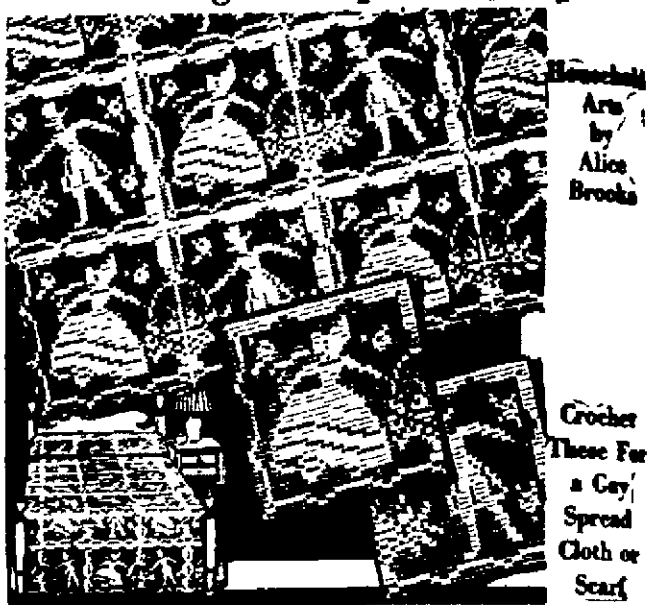 Household
Arts
by
Alice
Brooks
Crochet
These For
a Gay
Spread
Cloth or
Scarf